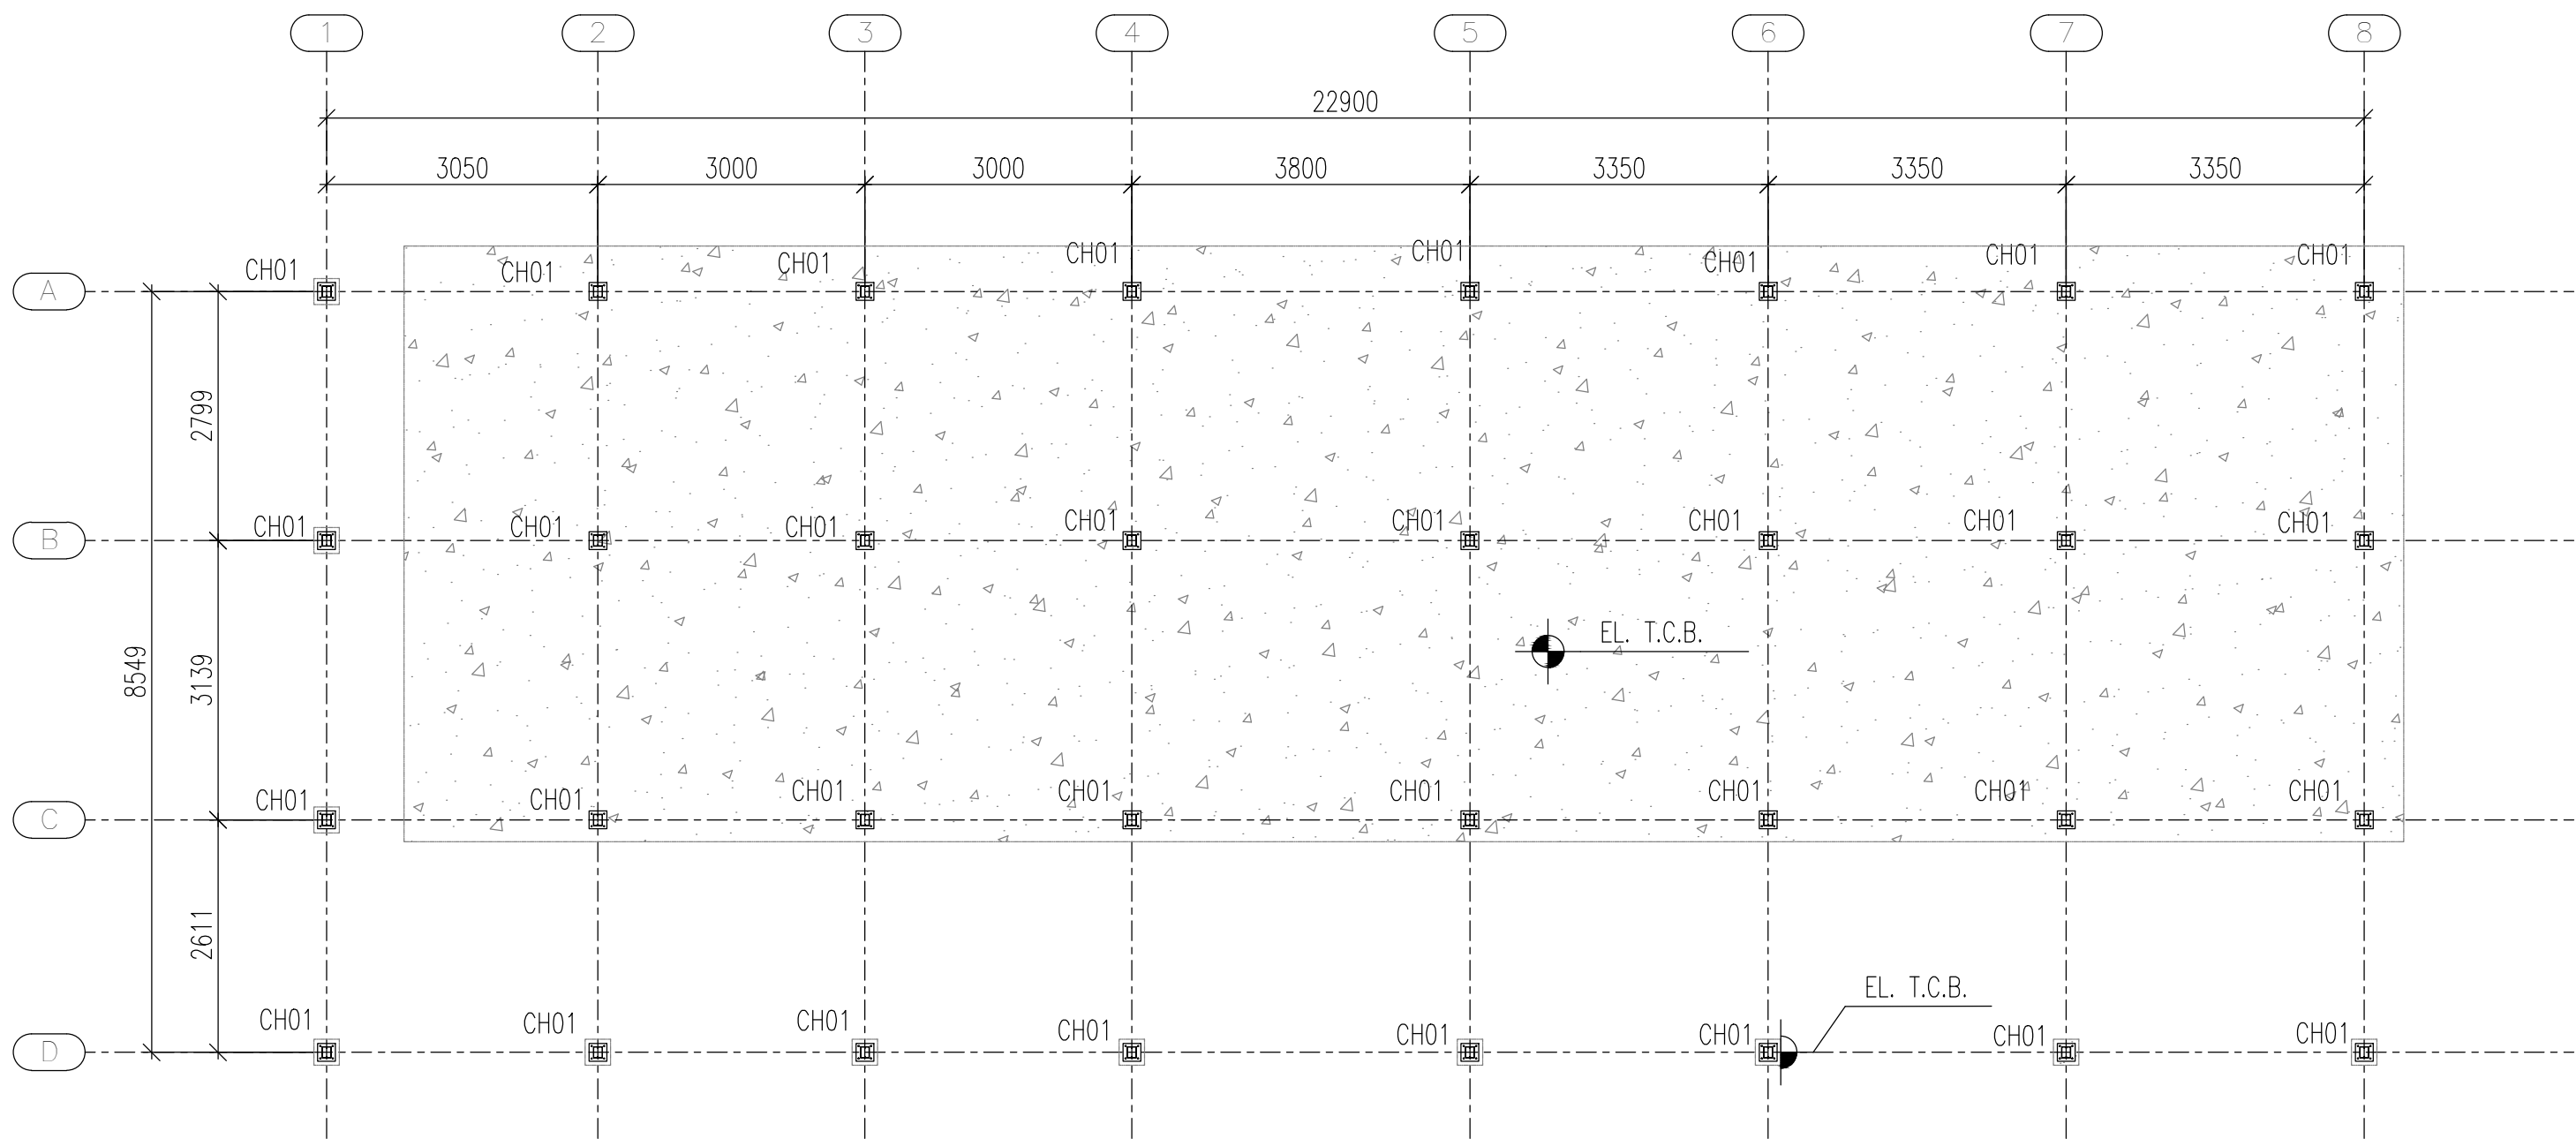 1 2 3 4 5 6 7 8
22900
3050 3000 3000 3800 3350 3350 3350
CH01 CH01 CH01 CH01 CH01 CH01 CH01 CH01
A
2799
B CH01 CH01 CH01 CH01 CH01 CH01 CH01 CH01
EL. T.C.B.
8549 3139
C CH01 CH01 CH01 CH01 CH01 CH01 CH01 CH01
2611
EL. T.C.B.
CH01 CH01 CH01 CH01 CH01 CH01 CH01 CH01
D